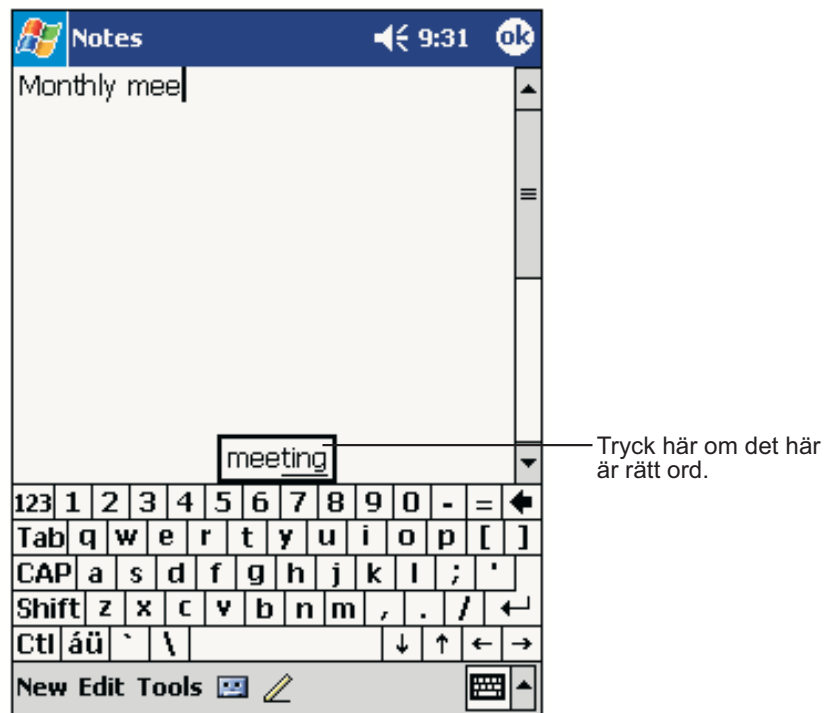 Notes 9:31 ok
Monthly mee
meeting
Tryck här om det här
är rätt ord.
123 1 2 3 4 5 6 7 8 9 0 - = 🡄
Tab q w e r t y u i o p [ ]
CAP a s d f g h j k l ; '
Shift z x c v b n m , . / ↵
Ctl áü ` \ ↓ ↑ ← →
New Edit Tools